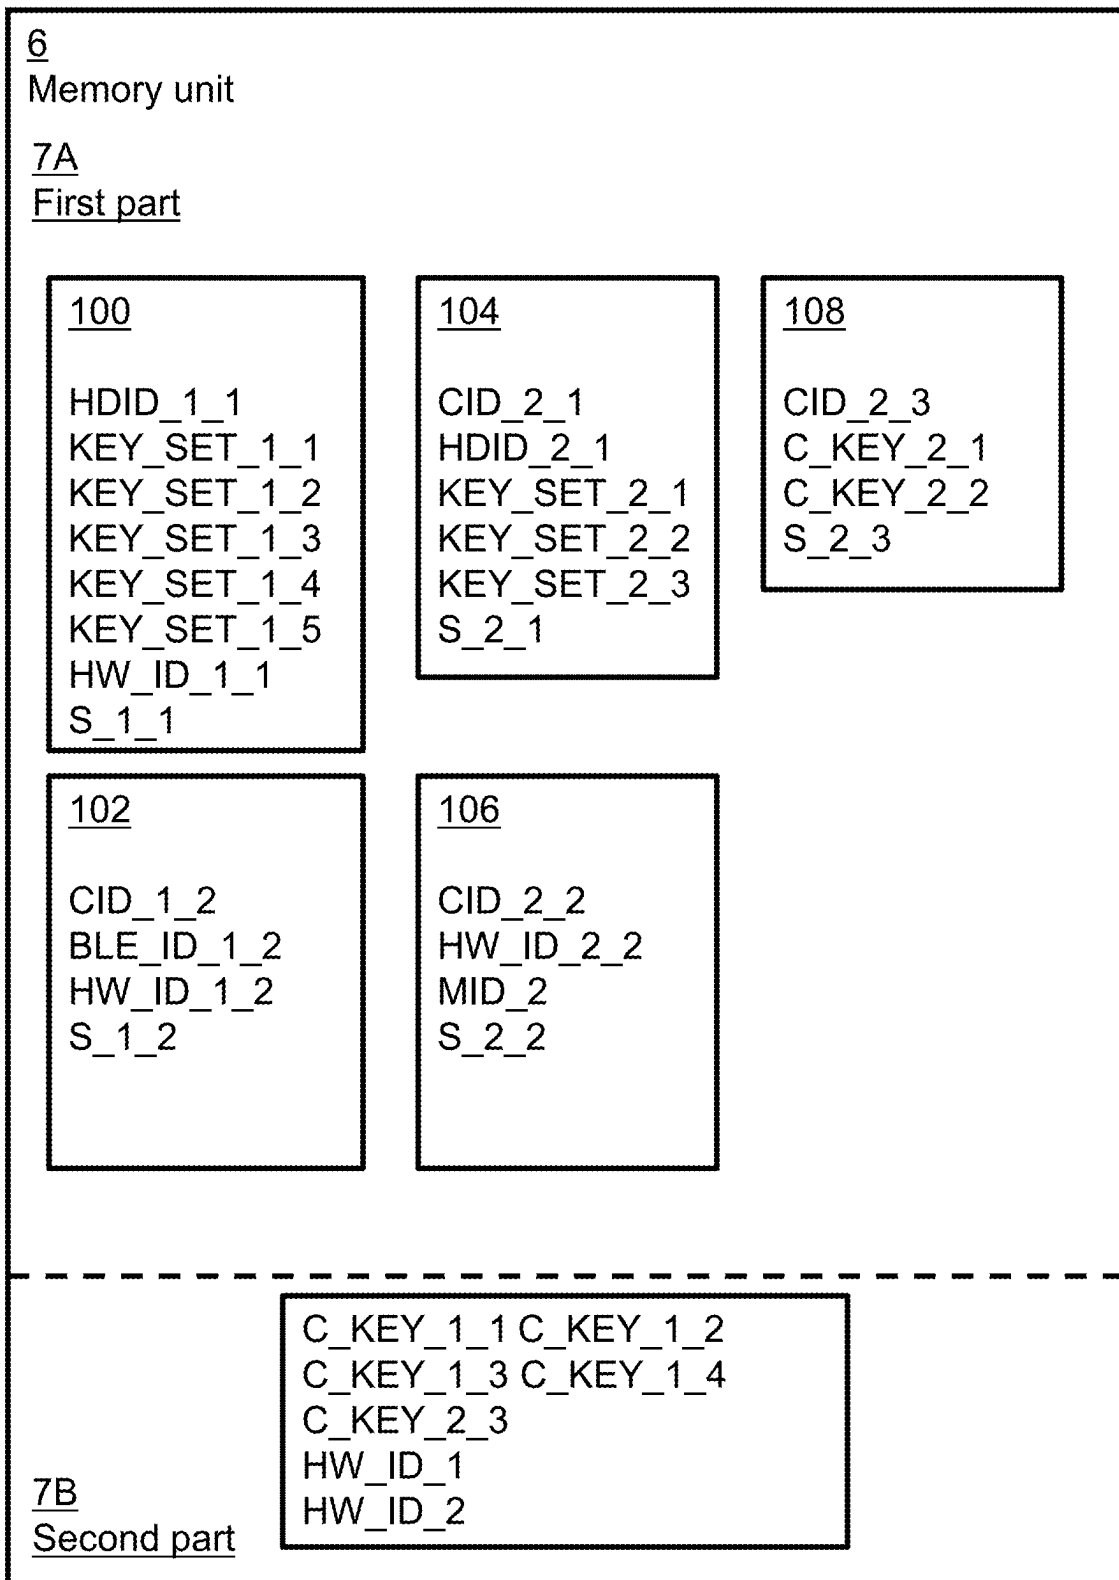 6
Memory unit
7A
First part
100
HDID_1_1
KEY_SET_1_1
KEY_SET_1_2
KEY_SET_1_3
KEY_SET_1_4
KEY_SET_1_5
HW_ID_1_1
S_1_1
104
CID_2_1
HDID_2_1
KEY_SET_2_1
KEY_SET_2_2
KEY_SET_2_3
S_2_1
108
CID_2_3
C_KEY_2_1
C_KEY_2_2
S_2_3
102
CID_1_2
BLE_ID_1_2
HW_ID_1_2
S_1_2
106
CID_2_2
HW_ID_2_2
MID_2
S_2_2
C_KEY_1_1 C_KEY_1_2
C_KEY_1_3 C_KEY_1_4
C_KEY_2_3
HW_ID_1
HW_ID_2
7B
Second part